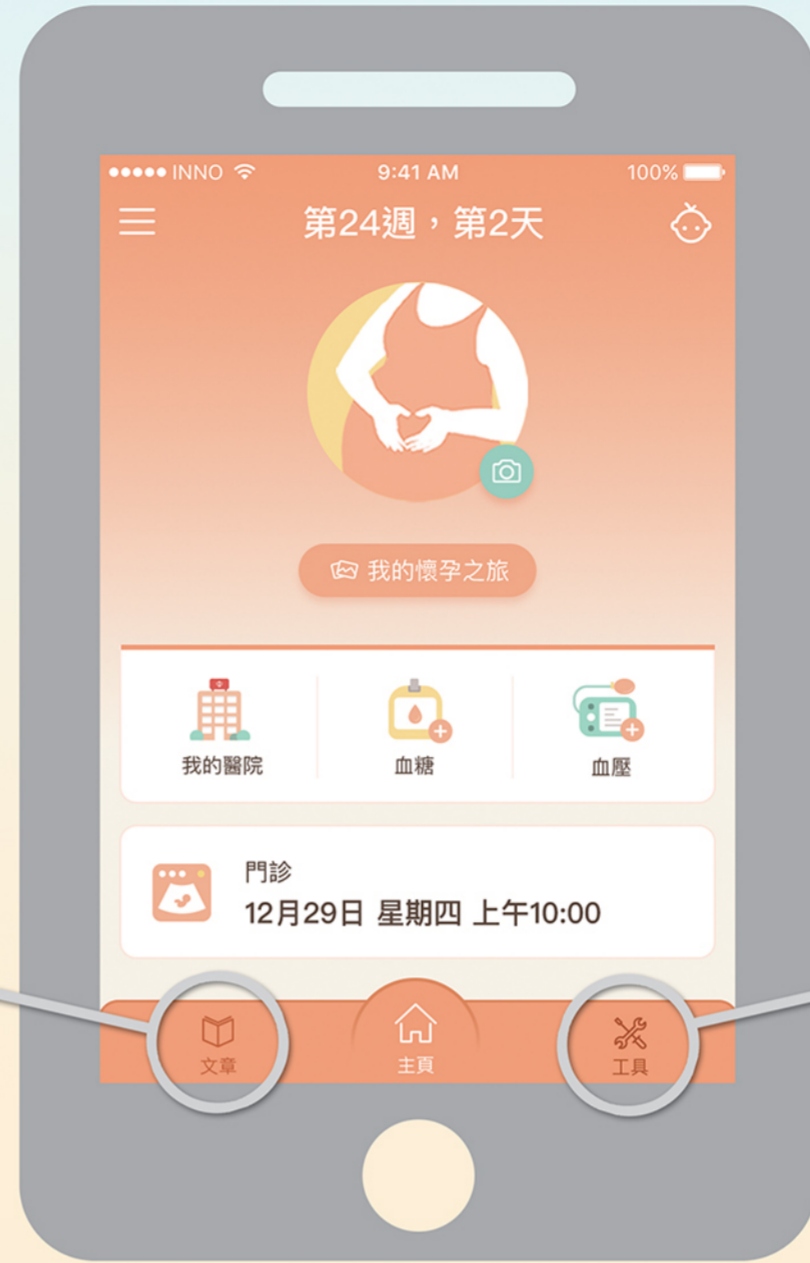 INNO 9:41 AM 100%
第24週，第2天
我的懷孕之旅
我的醫院 血糖 血壓
門診
12月29日 星期四 上午10:00
文章 主頁 工具